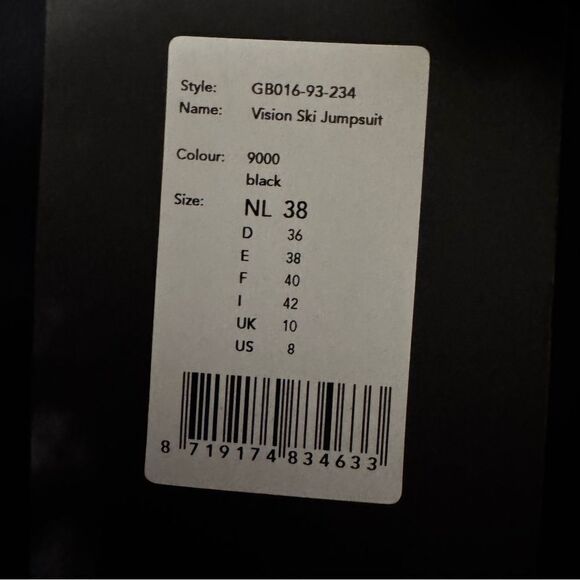 Style: GB016-93-234
Name: Vision Ski Jumpsuit
Colour: 9000
black
Size: NL 38
D 36
E 38
F 40
I 42
UK 10
US 8
8 719174 834633